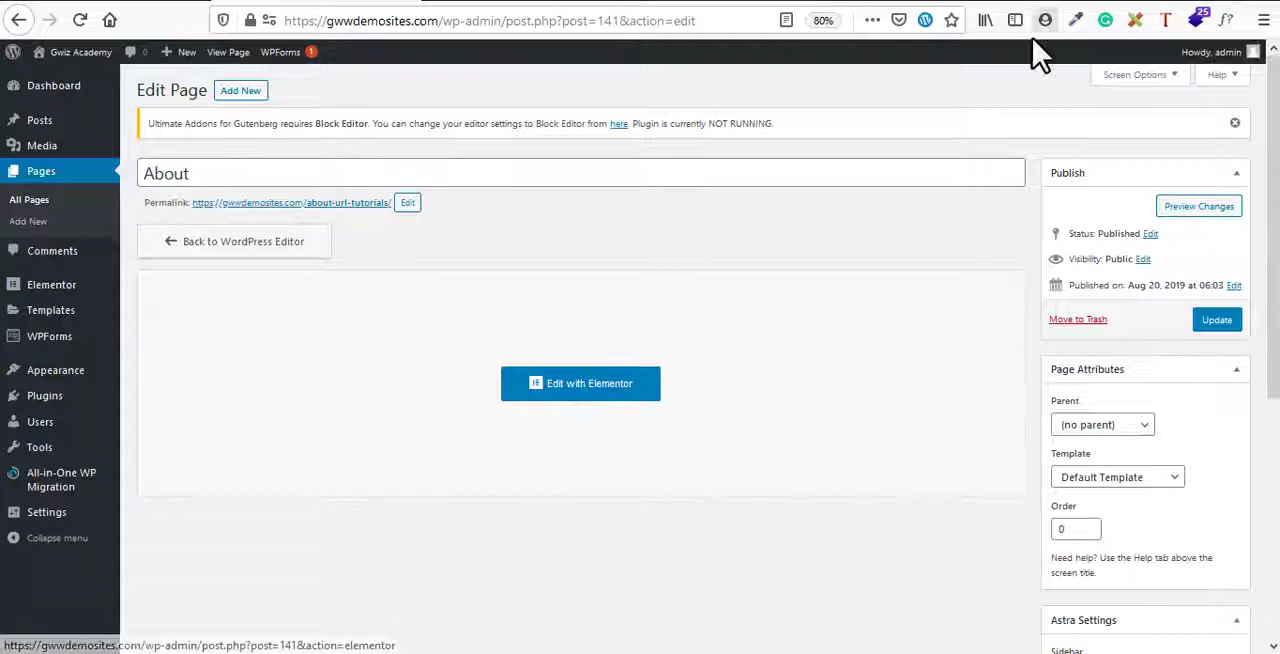 https://gwwdemosites.com/wp-admin/post.php?post=141&action=edit
80%
25
T
f?
Gwiz Academy
0
New
View Page
WPForms
1
Howdy, admin
Dashboard
Posts
Media
Pages
All Pages
Add New
Comments
Elementor
Templates
WPForms
Appearance
Plugins
Users
Tools
All-in-One WP
Migration
Settings
Collapse menu
Screen Options
Help
Edit Page
Add New
Ultimate Addons for Gutenberg requires Block Editor. You can change your editor settings to Block Editor from here. Plugin is currently NOT RUNNING.
About
Permalink: https://gwwdemosites.com/about-url-tutorials/
Edit
Back to WordPress Editor
Edit with Elementor
Publish
Preview Changes
Status: Published Edit
Visibility: Public Edit
Published on: Aug 20, 2019 at 06:03 Edit
Move to Trash
Update
Page Attributes
Parent
(no parent)
Template
Default Template
Order
0
Need help? Use the Help tab above the
screen title.
Astra Settings
Sidebar
https://gwwdemosites.com/wp-admin/post.php?post=141&action=elementor